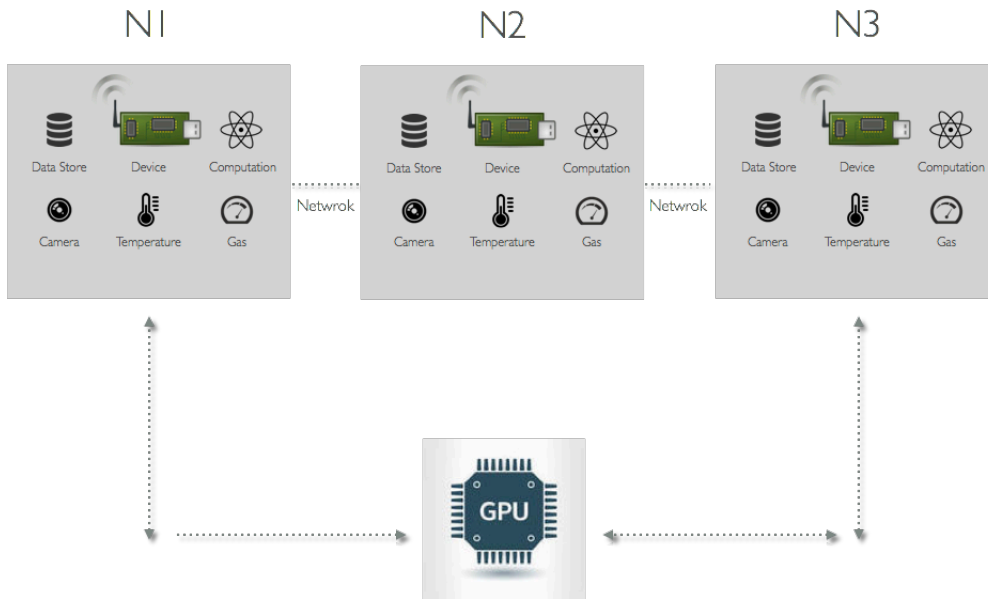 N1 N2 N3
Data Store Device Computation Data Store Device Computation Data Store Device Computation
Netwrok Netwrok
Camera Temperature Gas Camera Temperature Gas Camera Temperature Gas
GPU